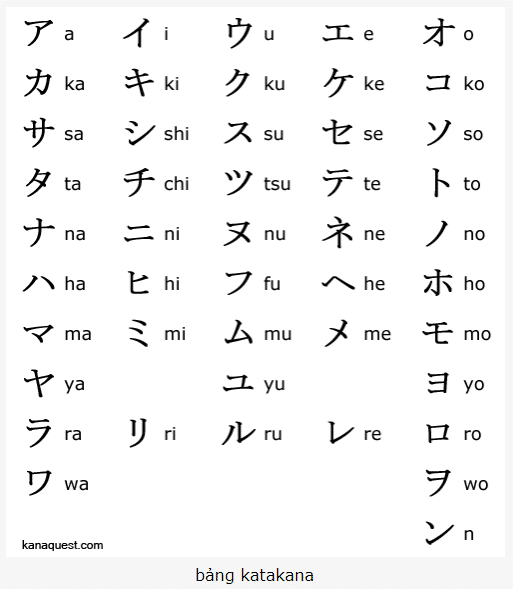 ア a イ i ウ u エ e オ o
カ ka キ ki ク ku ケ ke コ ko
サ sa シ shi ス su セ se ソ so
タ ta チ chi ツ tsu テ te ト to
ナ na ニ ni ヌ nu ネ ne ノ no
ハ ha ヒ hi フ fu ヘ he ホ ho
マ ma ミ mi ム mu メ me モ mo
ヤ ya ユ yu ヨ yo
ラ ra リ ri ル ru レ re ロ ro
ワ wa ヲ wo
ン n
kanaquest.com
bảng katakana